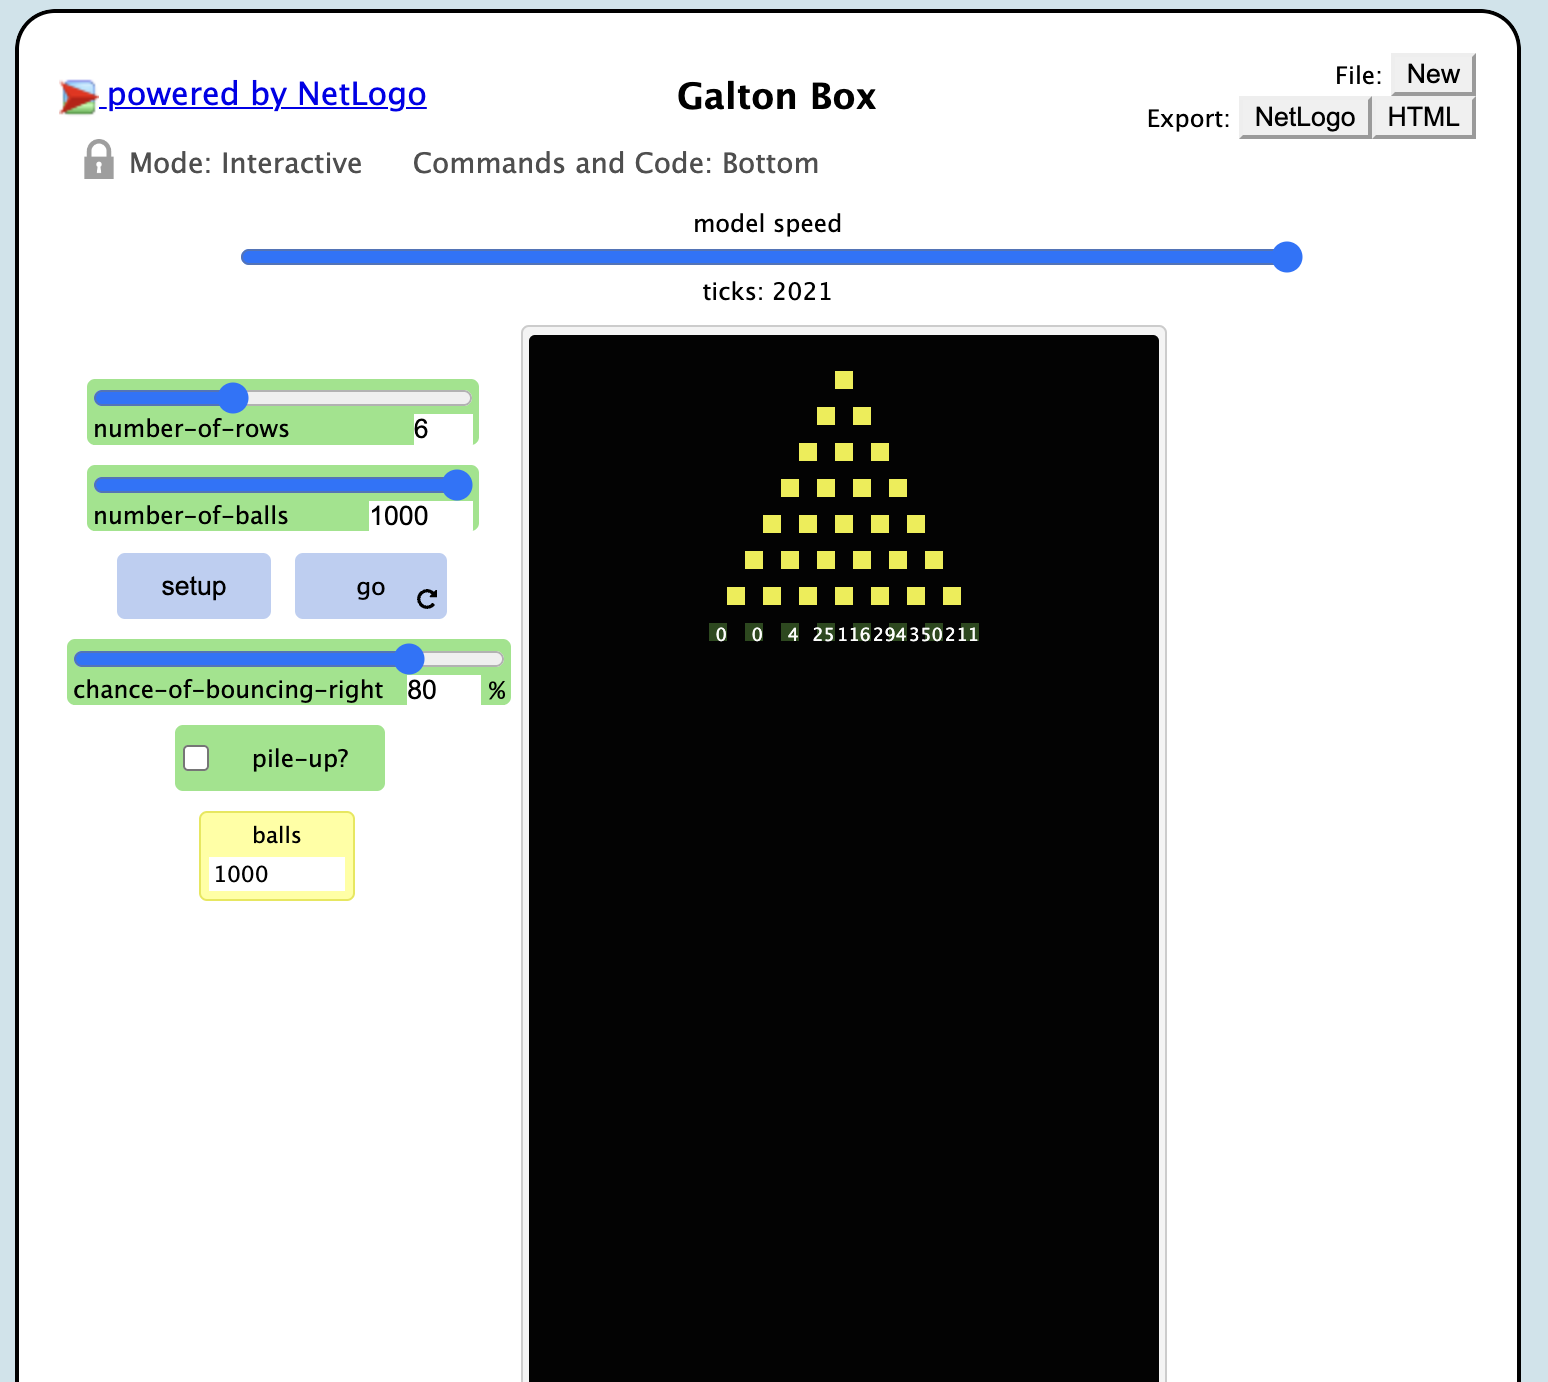 powered by NetLogo
Galton Box
File: New
Export: NetLogo HTML
Mode: Interactive Commands and Code: Bottom
model speed
ticks: 2021
number-of-rows 6
number-of-balls 1000
setup go
0 0 4 25 116 294 350 211
chance-of-bouncing-right 80 %
pile-up?
balls
1000